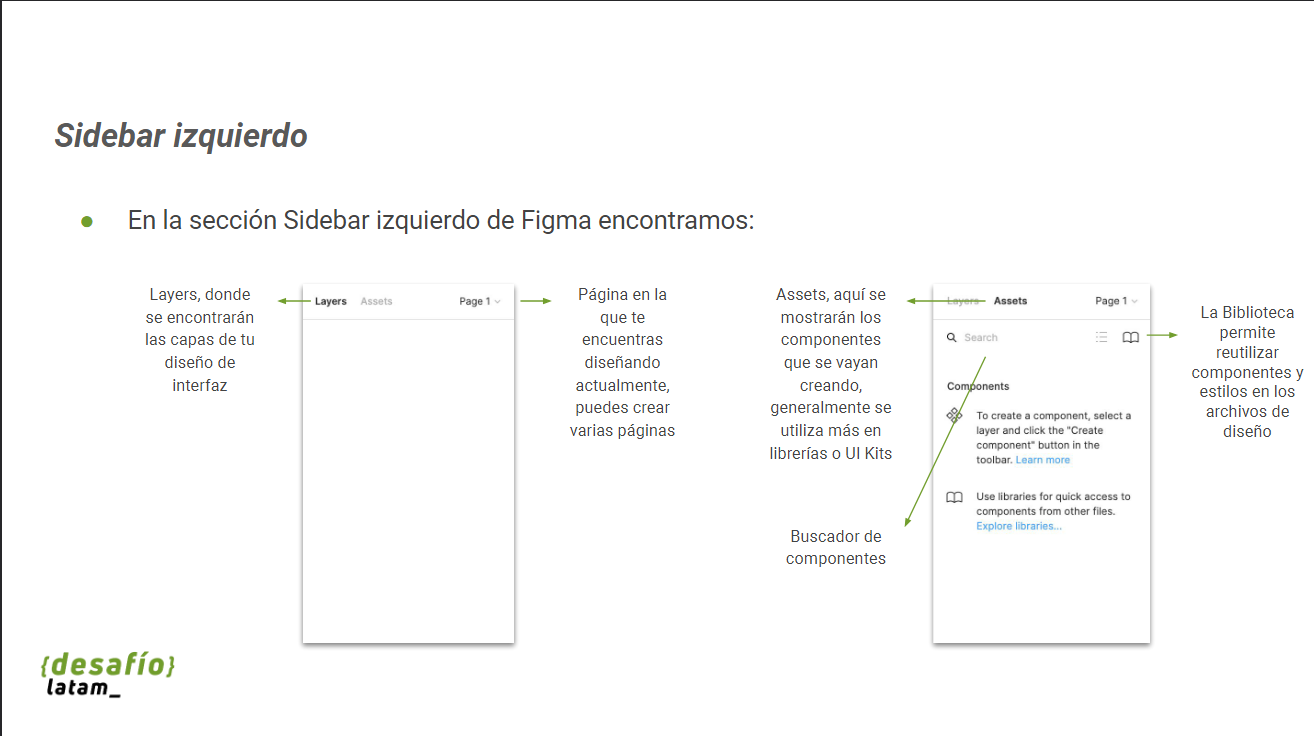 Sidebar izquierdo
En la sección Sidebar izquierdo de Figma encontramos:
Layers, donde
se encontrarán
las capas de tu
diseño de
interfaz
Layers Assets Page 1
Página en la
que te
encuentras
diseñando
actualmente,
puedes crear
varias páginas
Assets, aquí se
mostrarán los
componentes
que se vayan
creando,
generalmente se
utiliza más en
librerías o UI Kits
Buscador de
componentes
Layers Assets Page 1
Search
Components
To create a component, select a
layer and click the "Create
component" button in the
toolbar. Learn more
Use libraries for quick access to
components from other files.
Explore libraries...
La Biblioteca
permite
reutilizar
componentes y
estilos en los
archivos de
diseño
{desafío}
latam_